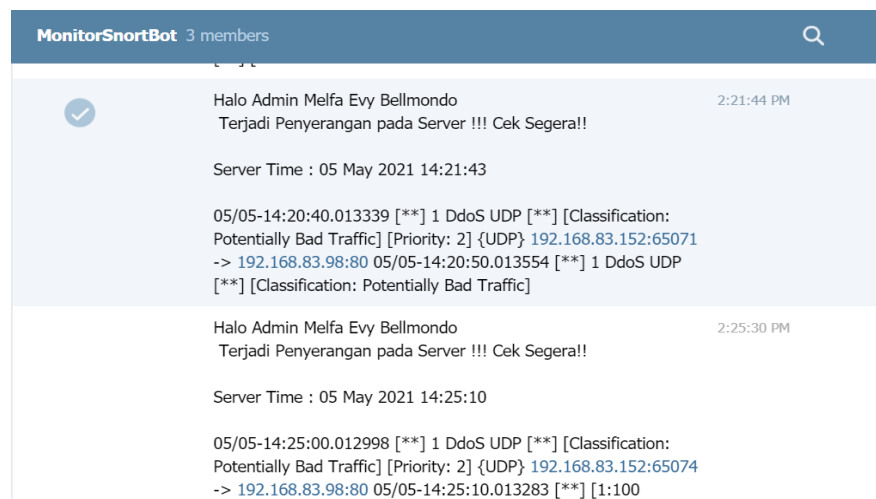 MonitorSnortBot 3 members
Halo Admin Melfa Evy Bellmondo 2:21:44 PM
Terjadi Penyerangan pada Server !!! Cek Segera!!
Server Time : 05 May 2021 14:21:43
05/05-14:20:40.013339 [**] 1 DdoS UDP [**] [Classification:
Potentially Bad Traffic] [Priority: 2] {UDP} 192.168.83.152:65071
-> 192.168.83.98:80 05/05-14:20:50.013554 [**] 1 DdoS UDP
[**] [Classification: Potentially Bad Traffic]
Halo Admin Melfa Evy Bellmondo 2:25:30 PM
Terjadi Penyerangan pada Server !!! Cek Segera!!
Server Time : 05 May 2021 14:25:10
05/05-14:25:00.012998 [**] 1 DdoS UDP [**] [Classification:
Potentially Bad Traffic] [Priority: 2] {UDP} 192.168.83.152:65074
-> 192.168.83.98:80 05/05-14:25:10.013283 [**] [1:100